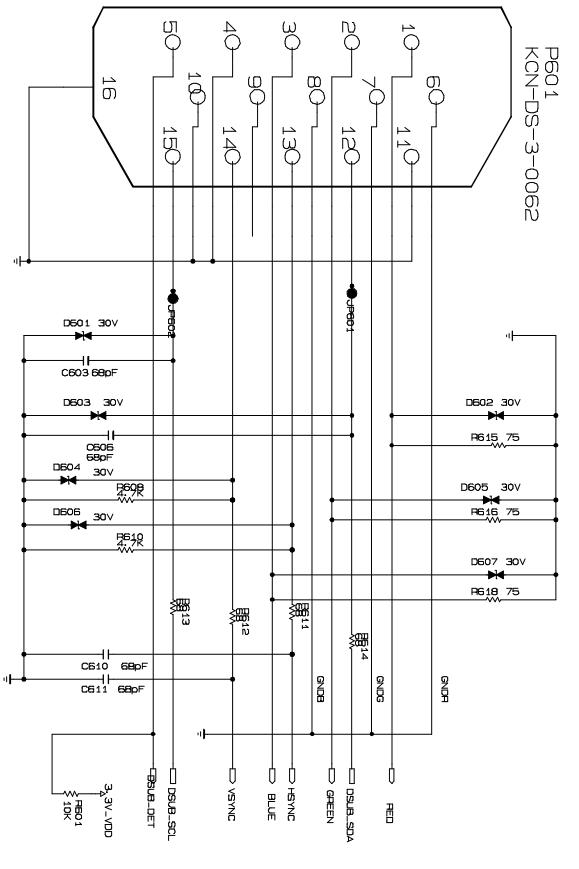 P601
KCN-DS-3-0062
5
4
3
2
1
10
9
8
7
6
16
15
14
13
12
11
JP602
JP601
D601 30V
C603 68pF
D603 30V
C606
68pF
D604
30V
R609
4.7K
D606 30V
R610
4.7K
D602 30V
R615 75
D605 30V
R616 75
D607 30V
R618 75
R613
R612
R611
R614
68
C610 68pF
C611 68pF
GNDB
GNDG
GNDR
R601
10K
3.3V_VDD
DSUB_DET
DSUB_SCL
VSYNC
BLUE
HSYNC
GREEN
DSUB_SDA
RED